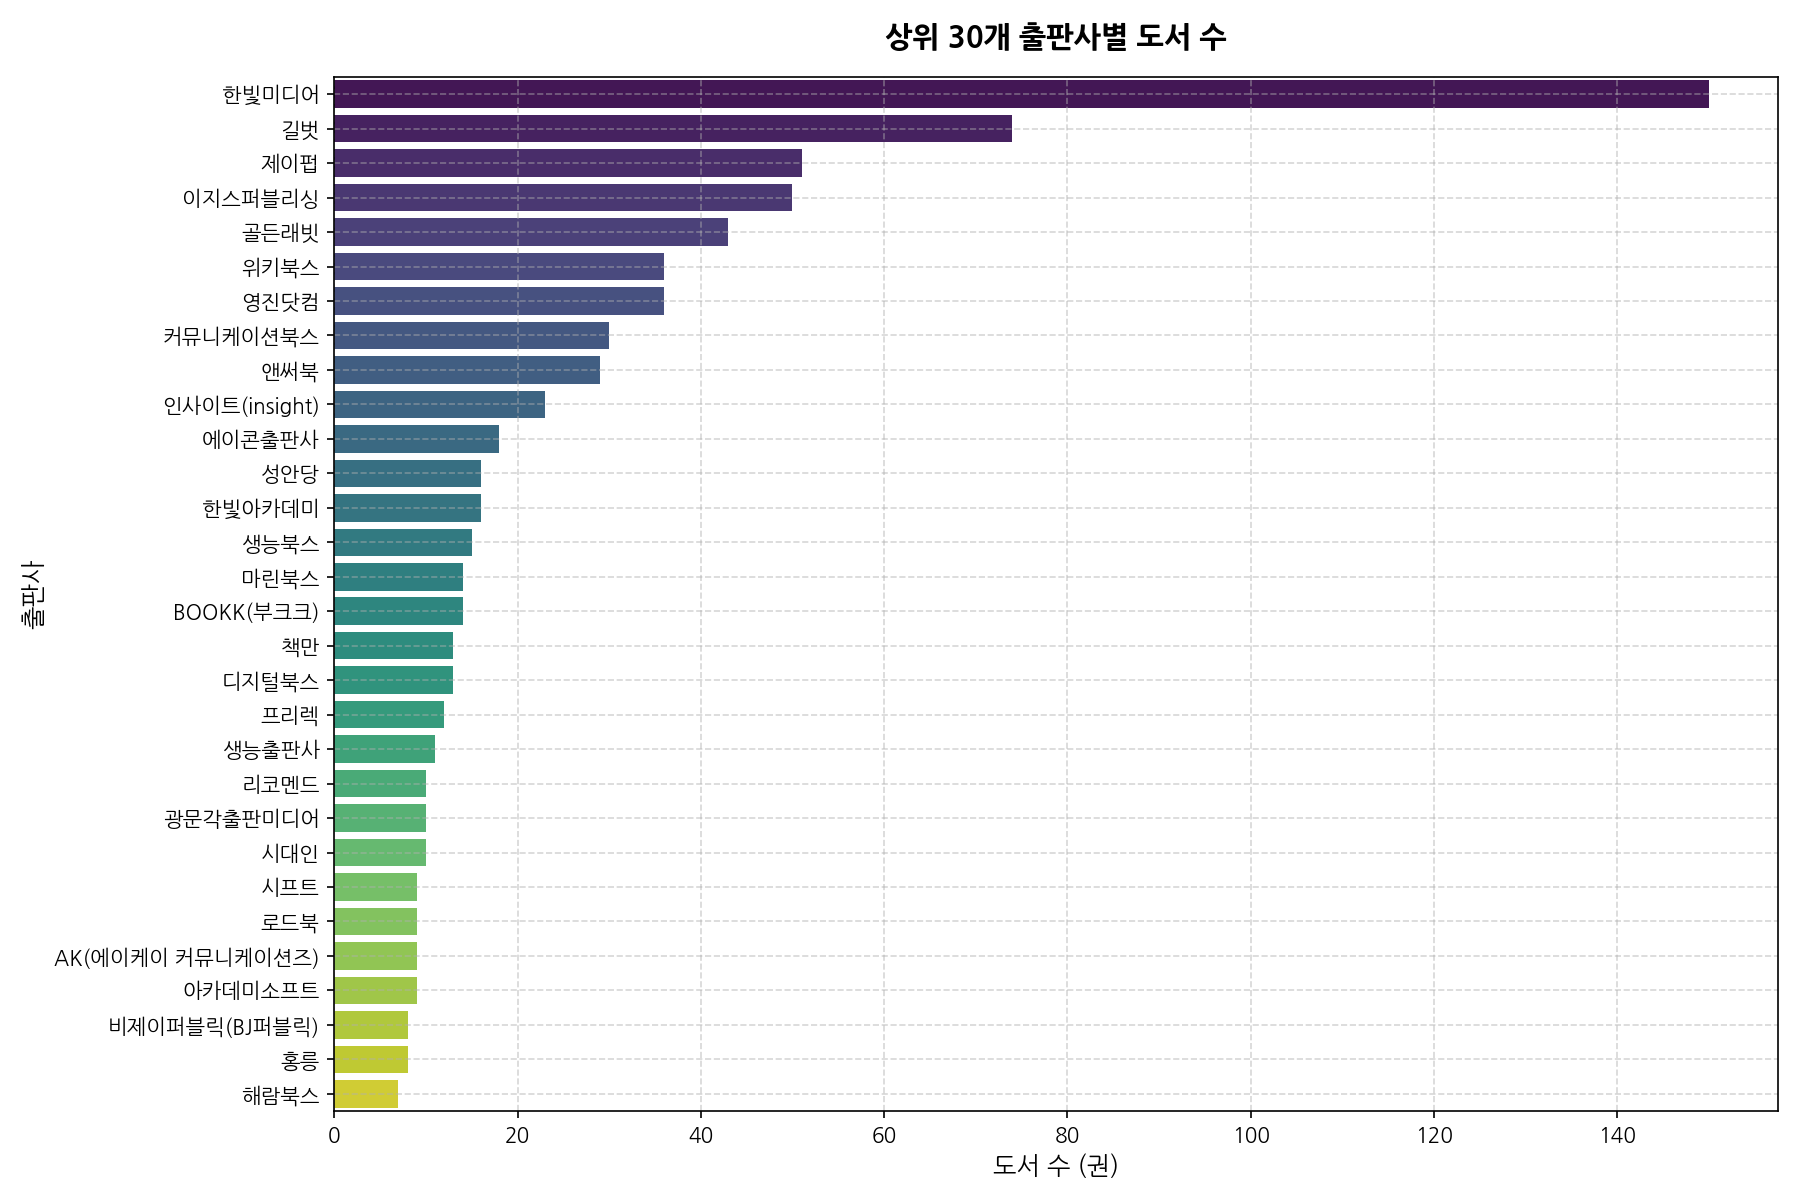 상위 30개 출판사별 도서 수
한빛미디어
길벗
제이펍
이지스퍼블리싱
골든래빗
위키북스
영진닷컴
커뮤니케이션북스
앤써북
인사이트(insight)
에이콘출판사
성안당
한빛아카데미
생능북스
마린북스
BOOKK(부크크)
책만
디지털북스
프리렉
생능출판사
리코멘드
광문각출판미디어
시대인
시프트
로드북
AK(에이케이 커뮤니케이션즈)
아카데미소프트
비제이퍼블릭(BJ퍼블릭)
홍릉
해람북스
출판사
0 20 40 60 80 100 120 140
도서 수 (권)